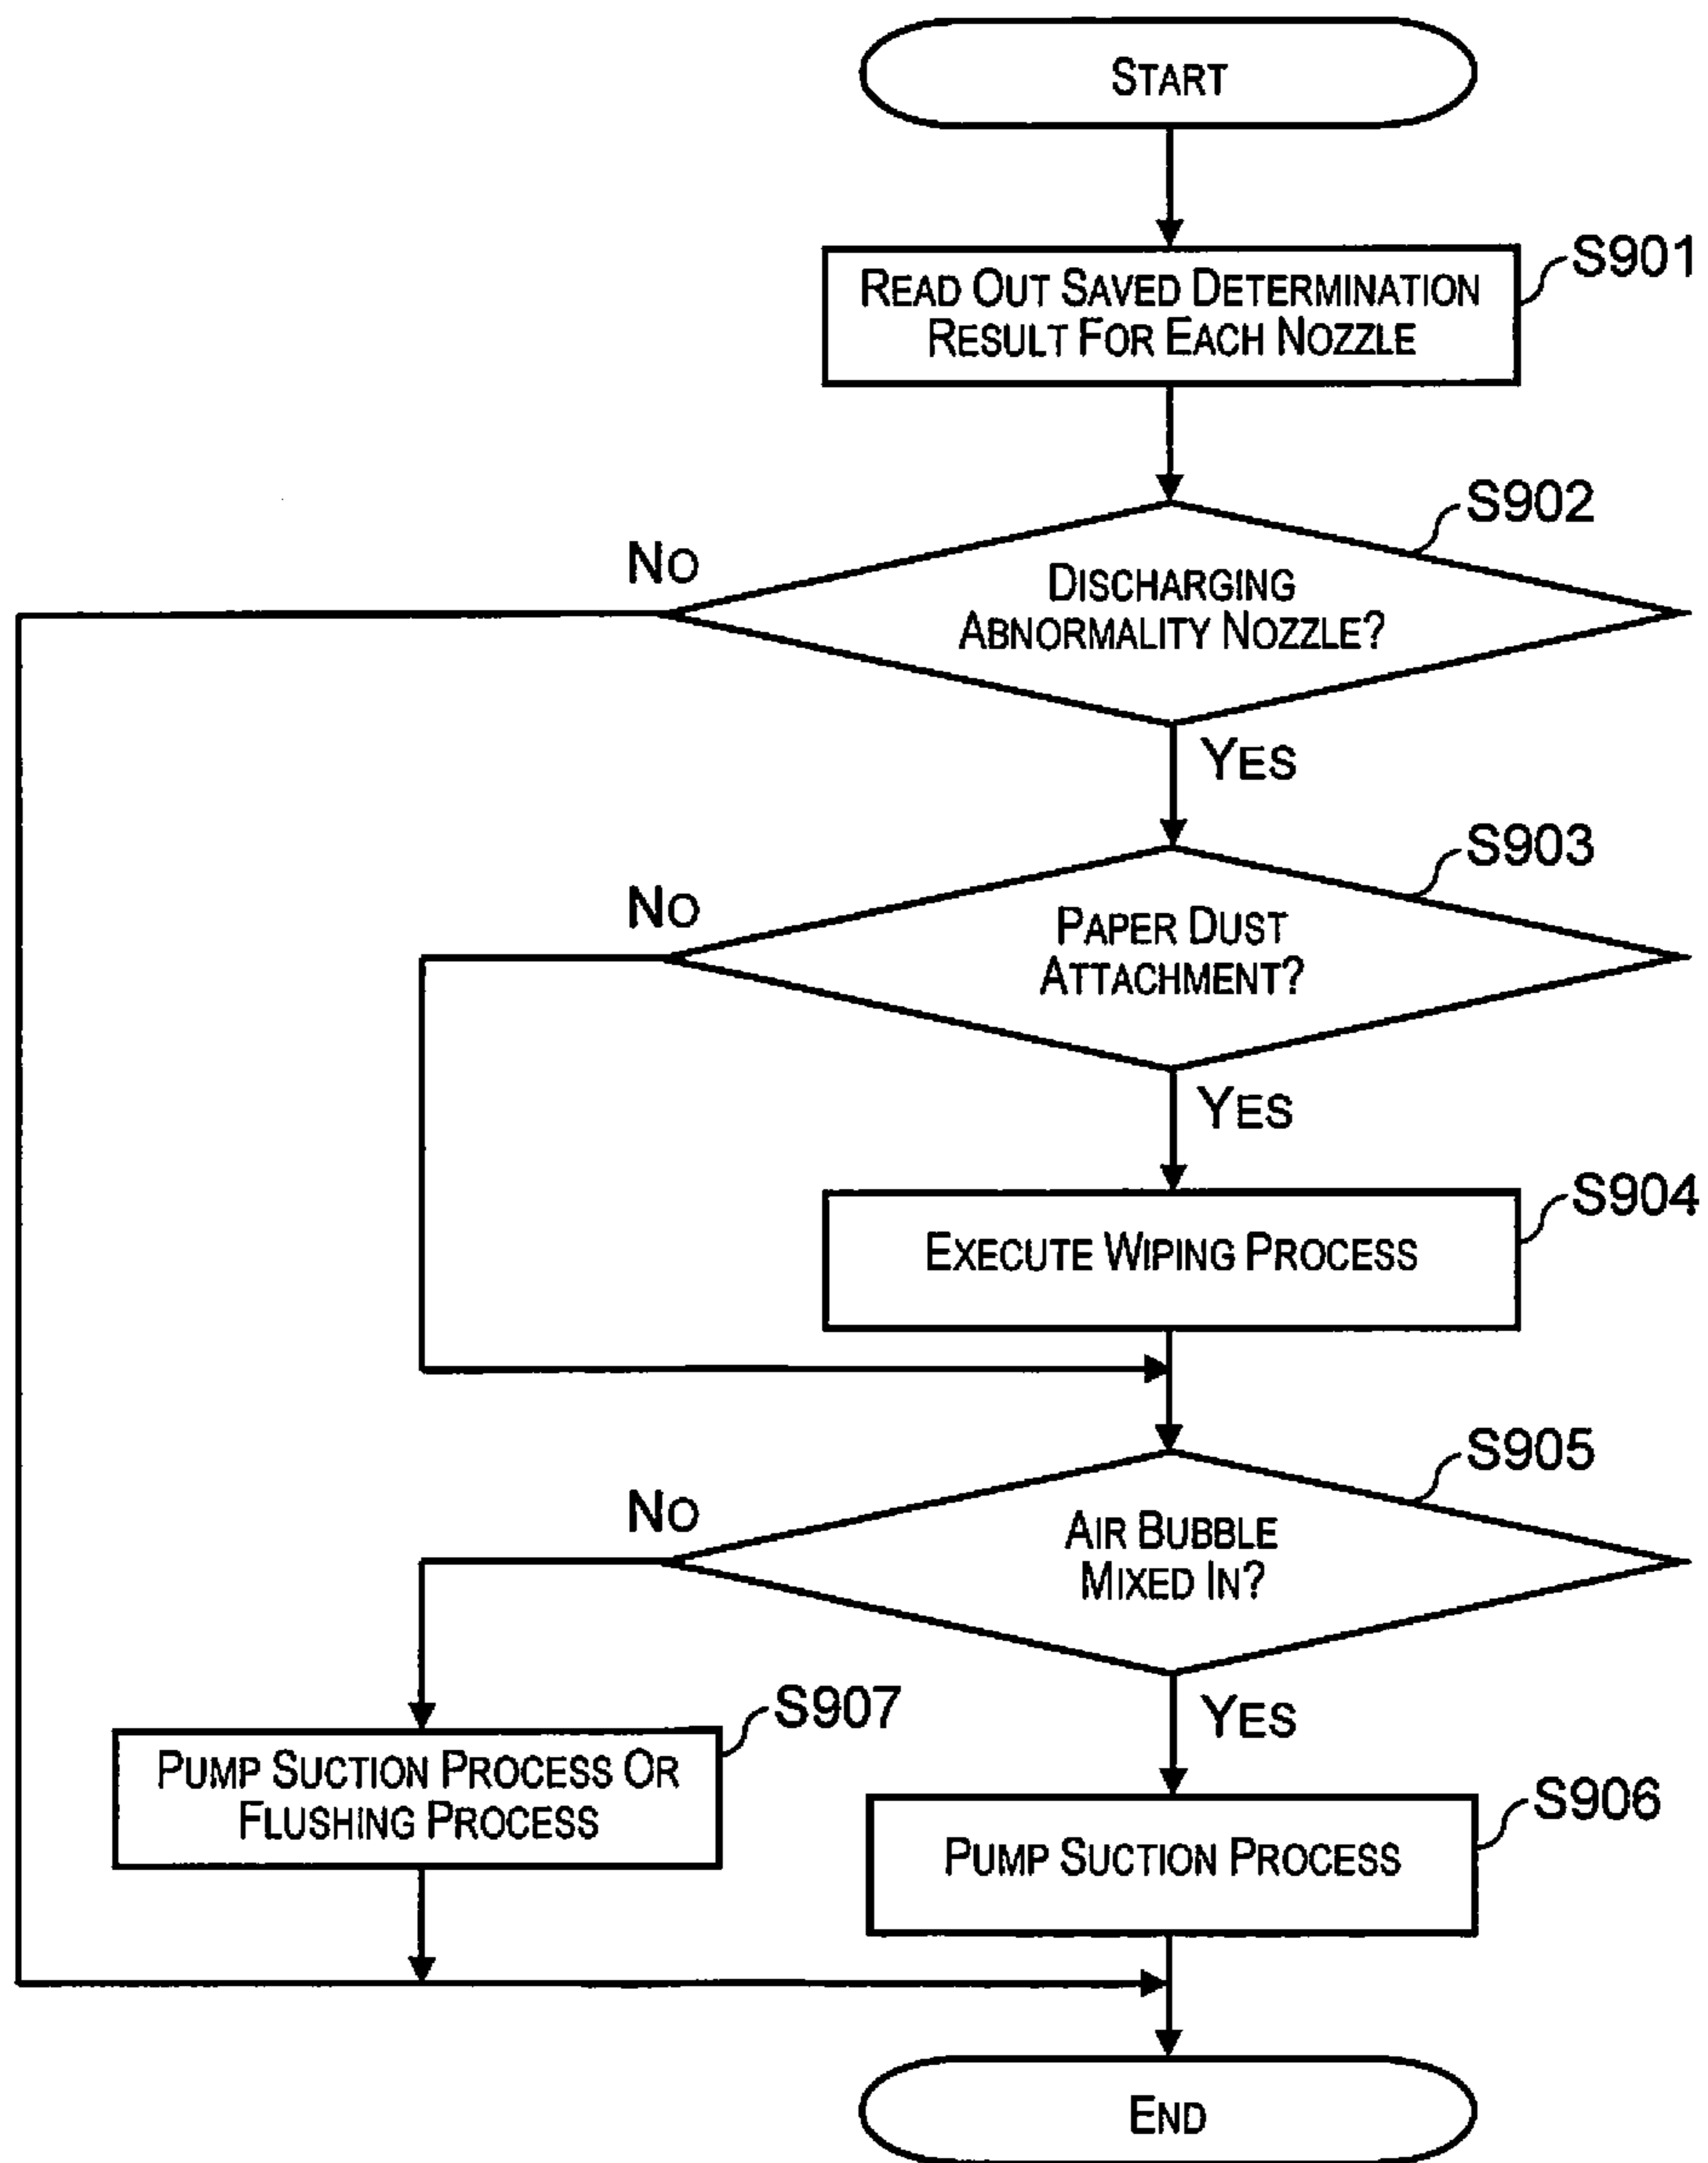 START
S901
READ OUT SAVED DETERMINATION
RESULT FOR EACH NOZZLE
S902
NO
DISCHARGING
ABNORMALITY NOZZLE?
YES
S903
NO
PAPER DUST
ATTACHMENT?
YES
S904
EXECUTE WIPING PROCESS
S905
NO
AIR BUBBLE
MIXED IN?
YES
S907
PUMP SUCTION PROCESS OR
FLUSHING PROCESS
S906
PUMP SUCTION PROCESS
END